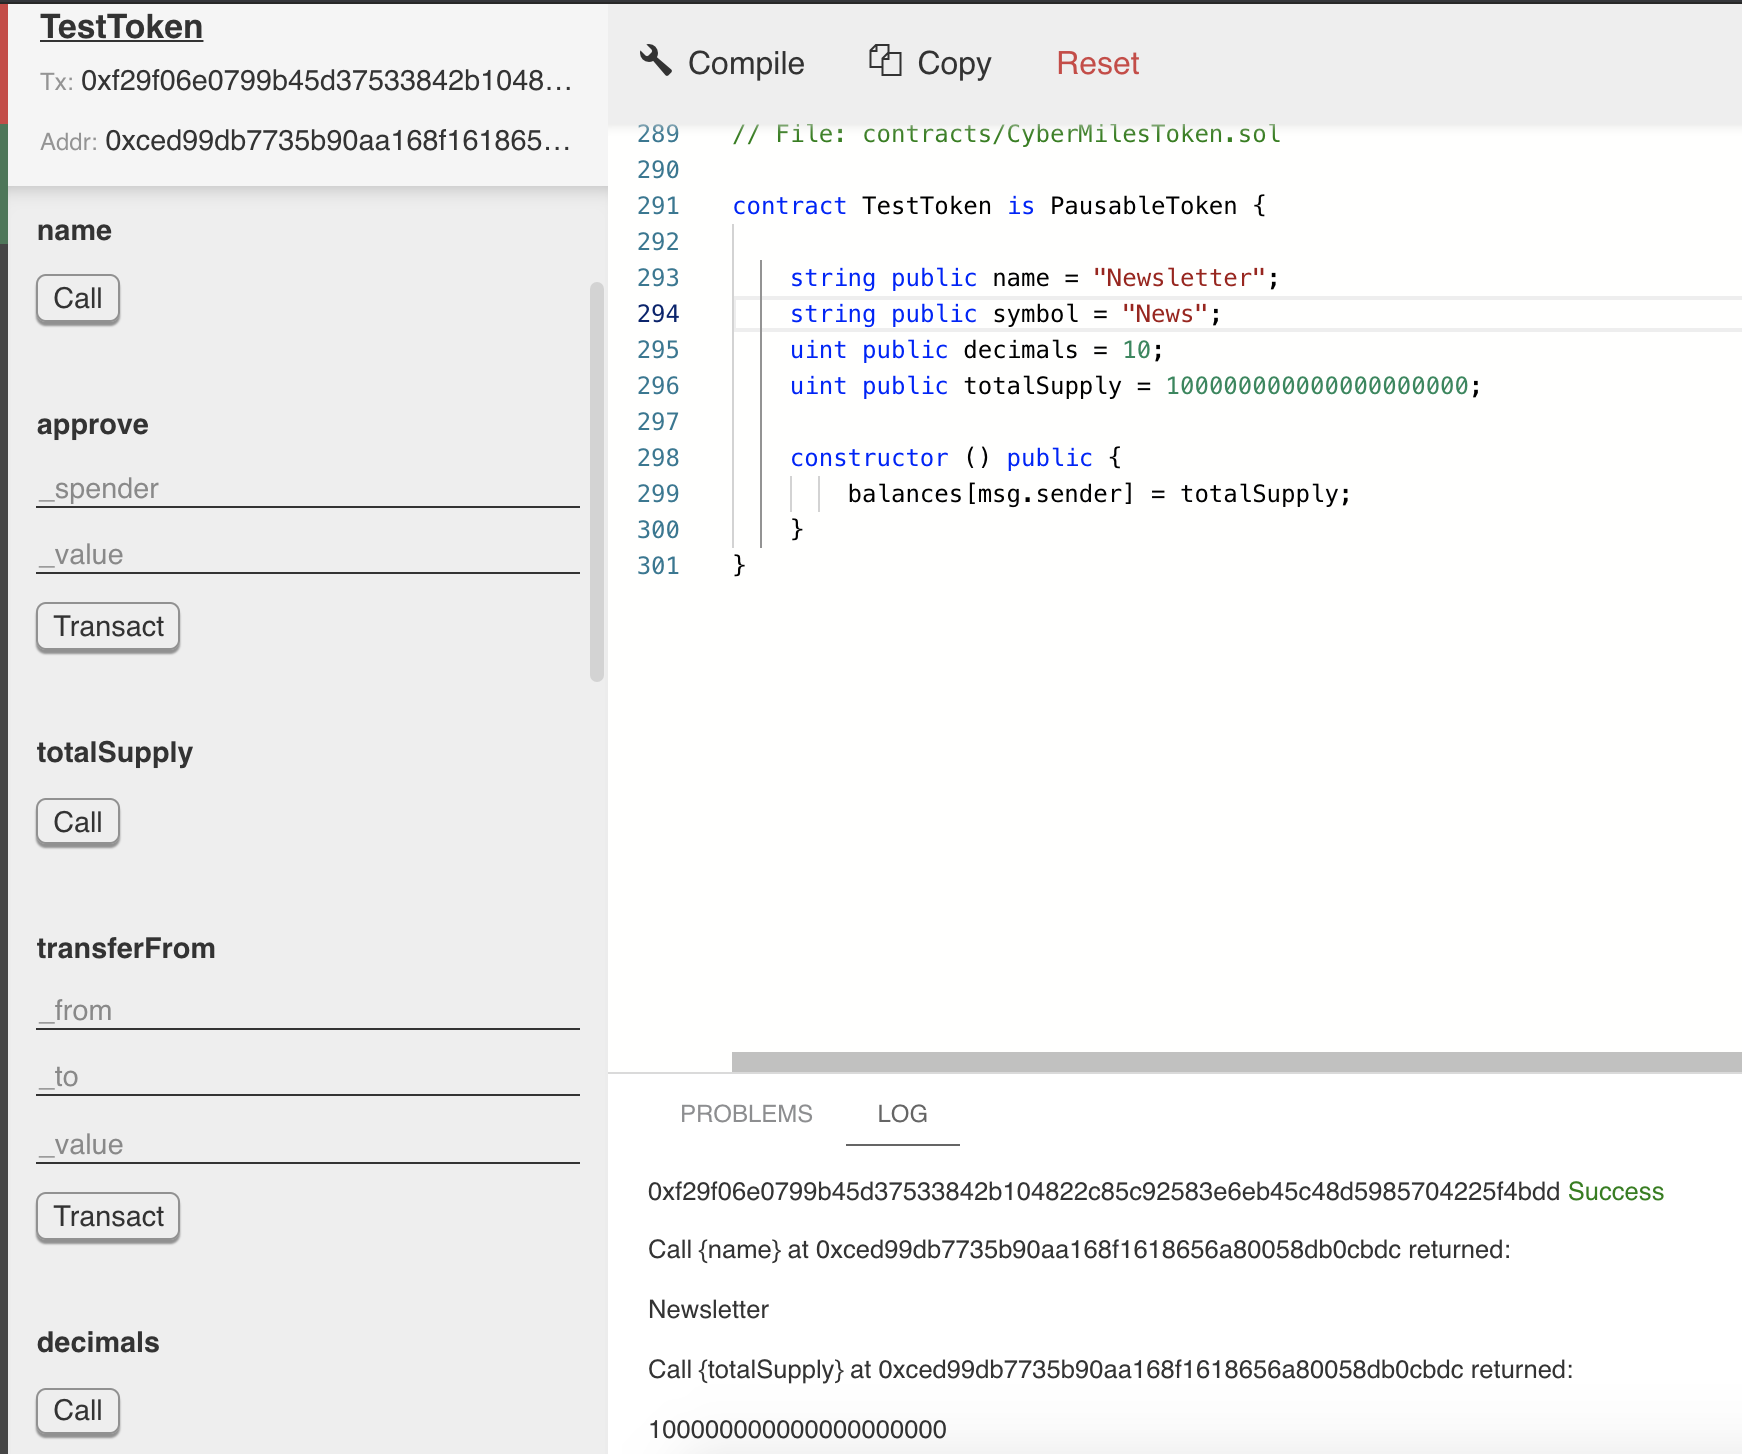 TestToken
Tx: 0xf29f06e0799b45d37533842b1048...
Addr: 0xced99db7735b90aa168f161865...
name
Call
approve
_spender
_value
Transact
totalSupply
Call
transferFrom
_from
_to
_value
Transact
decimals
Call
Compile Copy Reset
289 // File: contracts/CyberMilesToken.sol
290
291 contract TestToken is PausableToken {
292
293 string public name = "Newsletter";
294 string public symbol = "News";
295 uint public decimals = 10;
296 uint public totalSupply = 100000000000000000000;
297
298 constructor () public {
299 balances[msg.sender] = totalSupply;
300 }
301 }
PROBLEMS LOG
0xf29f06e0799b45d37533842b104822c85c92583e6eb45c48d5985704225f4bdd Success
Call {name} at 0xced99db7735b90aa168f1618656a80058db0cbdc returned:
Newsletter
Call {totalSupply} at 0xced99db7735b90aa168f1618656a80058db0cbdc returned:
100000000000000000000